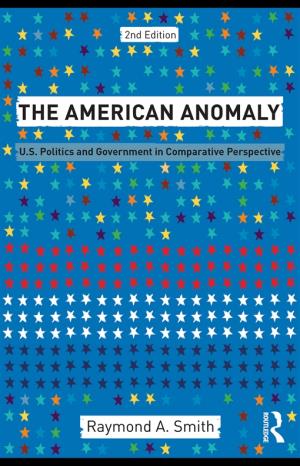 2nd Edition
THE AMERICAN ANOMALY
U.S. Politics and Government in Comparative Perspective
Raymond A. Smith
ROUTLEDGE